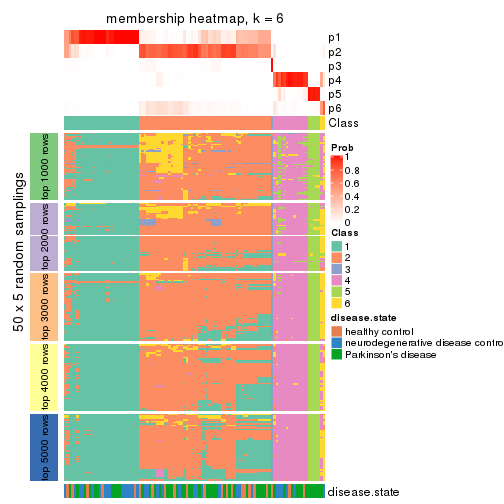 membership heatmap, k = 6
p1
p2
p3
p4
p5
p6
Class
50 x 5 random samplings
top 1000 rows
top 2000 rows
top 3000 rows
top 4000 rows
top 5000 rows
Prob
1
0.8
0.6
0.4
0.2
0
Class
1
2
3
4
5
6
disease.state
healthy control
neurodegenerative disease contro
Parkinson's disease
disease.state